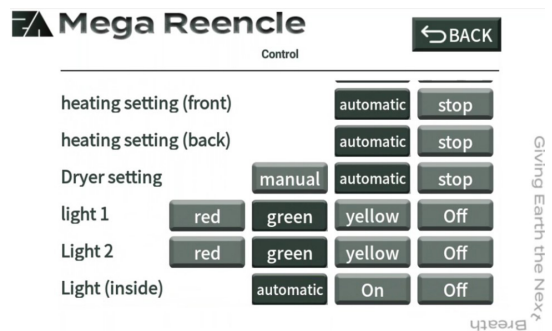 Mega Reencle
BACK
Control
heating setting (front) automatic stop
heating setting (back) automatic stop
Dryer setting manual automatic stop
light 1 red green yellow Off
Light 2 red green yellow Off
Light (inside) automatic On Off
Giving Earth the Next
Breath